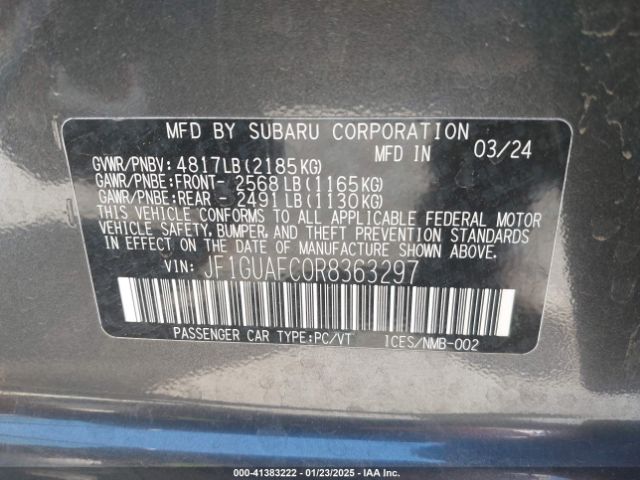 MFD BY SUBARU CORPORATION
MFD IN 03/24
GVWR/PNBV: 4817LB(2185KG)
GAWR/PNBE:FRONT- 2568LB(1165KG)
GAWR/PNBE:REAR - 2491LB(1130KG)
THIS VEHICLE CONFORMS TO ALL APPLICABLE FEDERAL MOTOR
VEHICLE SAFETY, BUMPER, AND THEFT PREVENTION STANDARDS
IN EFFECT ON THE DATE OF MANUFACTURE SHOWN ABOVE.
VIN: JF1GUAFC0R8363297
PASSENGER CAR TYPE:PC/VT ICES/NMB-002
000-41383222 - 01/23/2025 - IAA Inc.